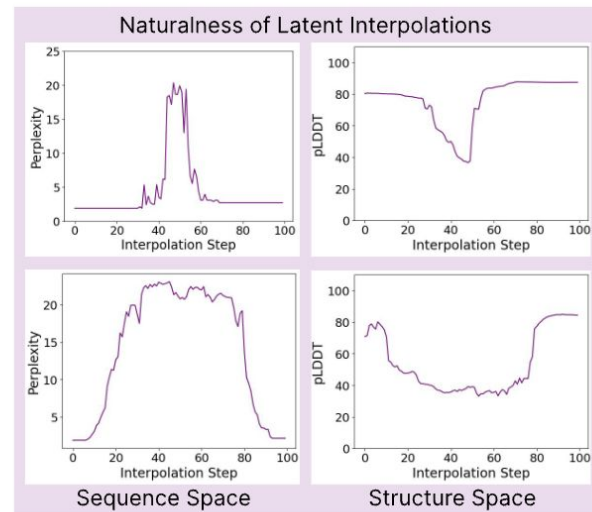 Naturalness of Latent Interpolations
25
20
15
10
5
0
0 20 40 60 80 100
Perplexity
Interpolation Step
100
80
60
40
20
0
0 20 40 60 80 100
pLDDT
Interpolation Step
20
15
10
5
0 20 40 60 80 100
Perplexity
Interpolation Step
100
80
60
40
20
0
0 20 40 60 80 100
pLDDT
Interpolation Step
Sequence Space
Structure Space